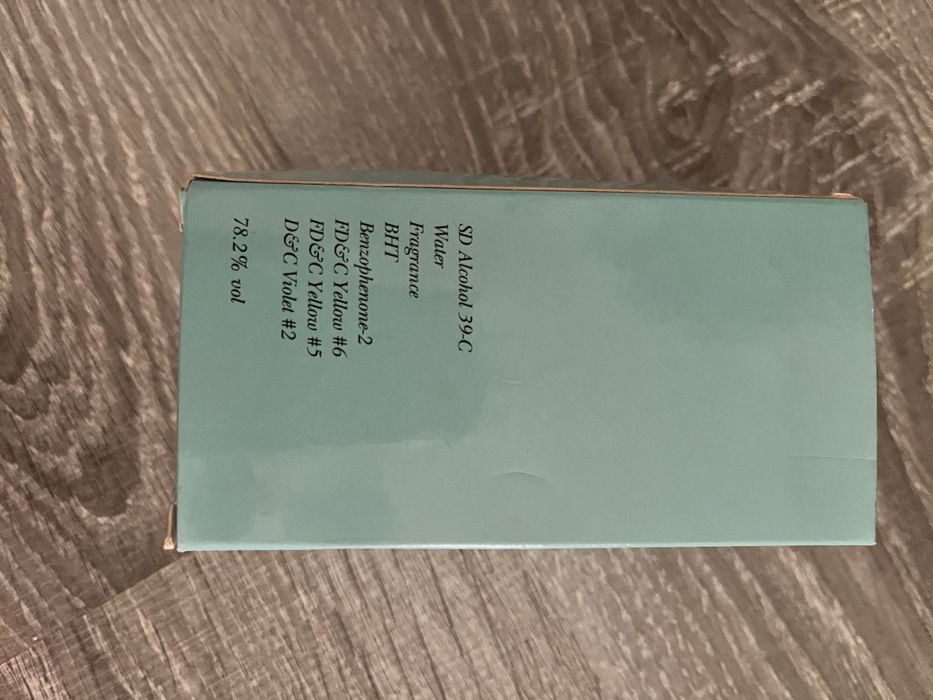 SD Alcohol 39-C
Water
Fragrance
BHT
Benzophenone-2
FD&C Yellow #6
FD&C Yellow #5
D&C Violet #2
78.2% vol